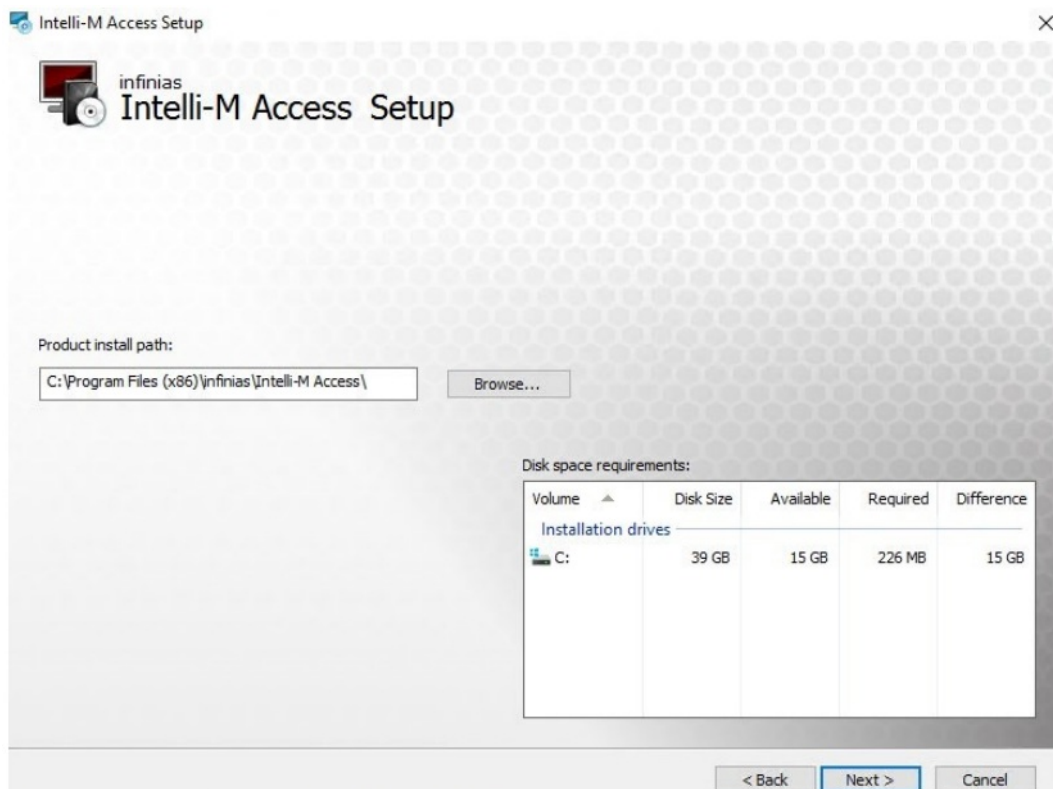 Intelli-M Access Setup
infinias
Intelli-M Access Setup
Product install path:
C:\Program Files (x86)\infinias\Intelli-M Access\
Browse...
Disk space requirements:
Volume Disk Size Available Required Difference
Installation drives
C: 39 GB 15 GB 226 MB 15 GB
< Back Next > Cancel